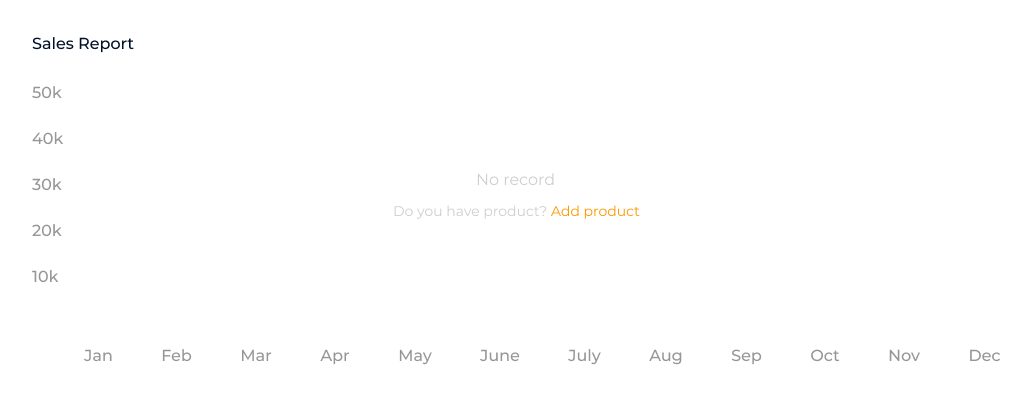 Sales Report
50k
40k
30k
No record
Do you have product? Add product
20k
10k
Jan Feb Mar Apr May June July Aug Sep Oct Nov Dec